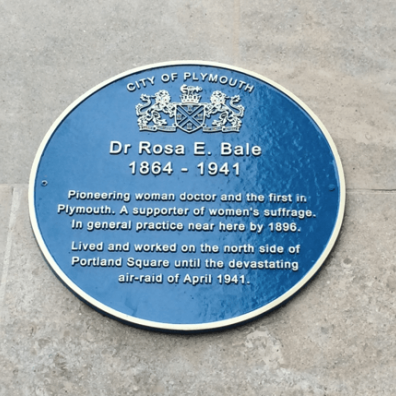 CITY OF PLYMOUTH
Dr Rosa E. Bale
1864 - 1941
Pioneering woman doctor and the first in
Plymouth. A supporter of women's suffrage.
In general practice near here by 1896.
Lived and worked on the north side of
Portland Square until the devastating
air-raid of April 1941.